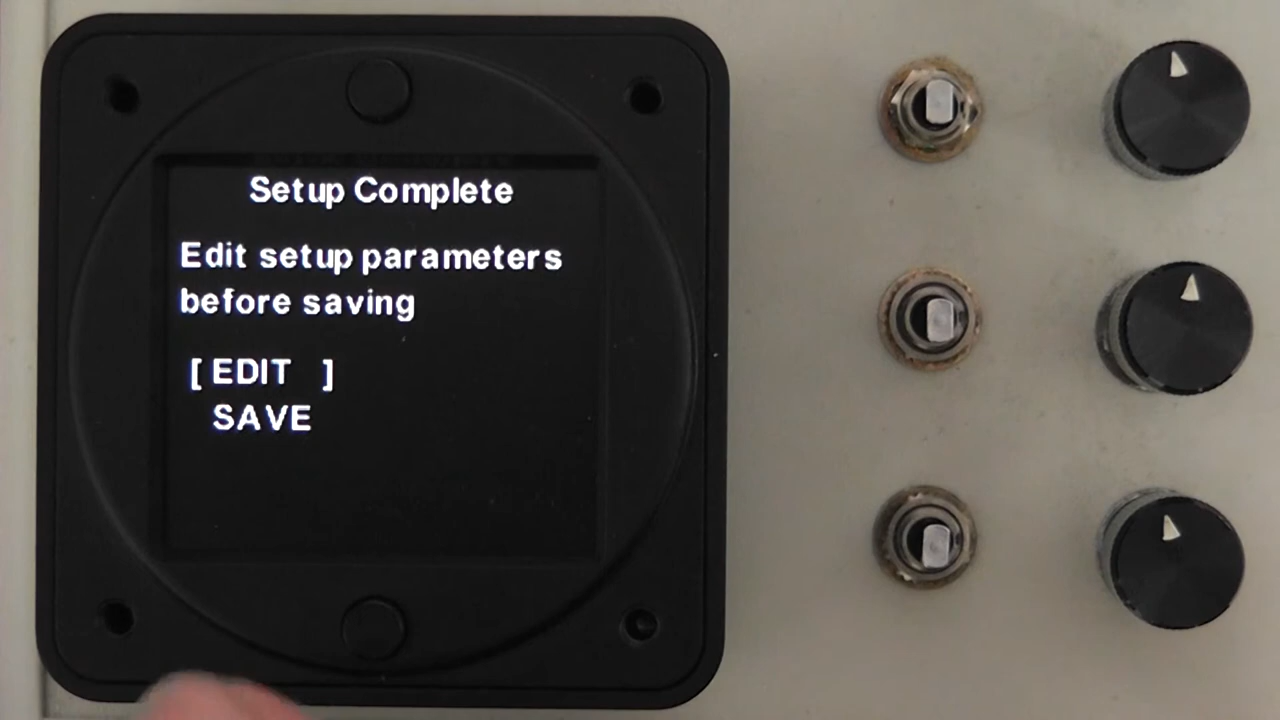 Setup Complete
Edit setup parameters
before saving
[ EDIT ]
SAVE